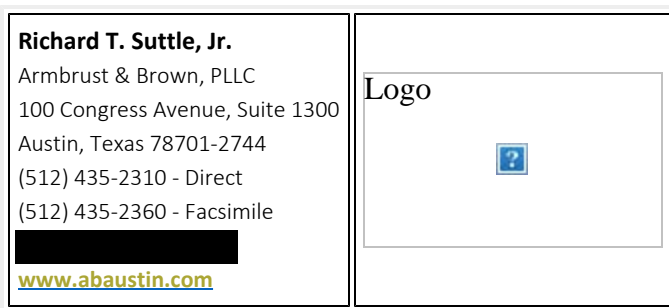 Richard T. Suttle, Jr.
Armbrust & Brown, PLLC
100 Congress Avenue, Suite 1300
Austin, Texas 78701-2744
(512) 435-2310 - Direct
(512) 435-2360 - Facsimile
www.abaustin.com
Logo
?